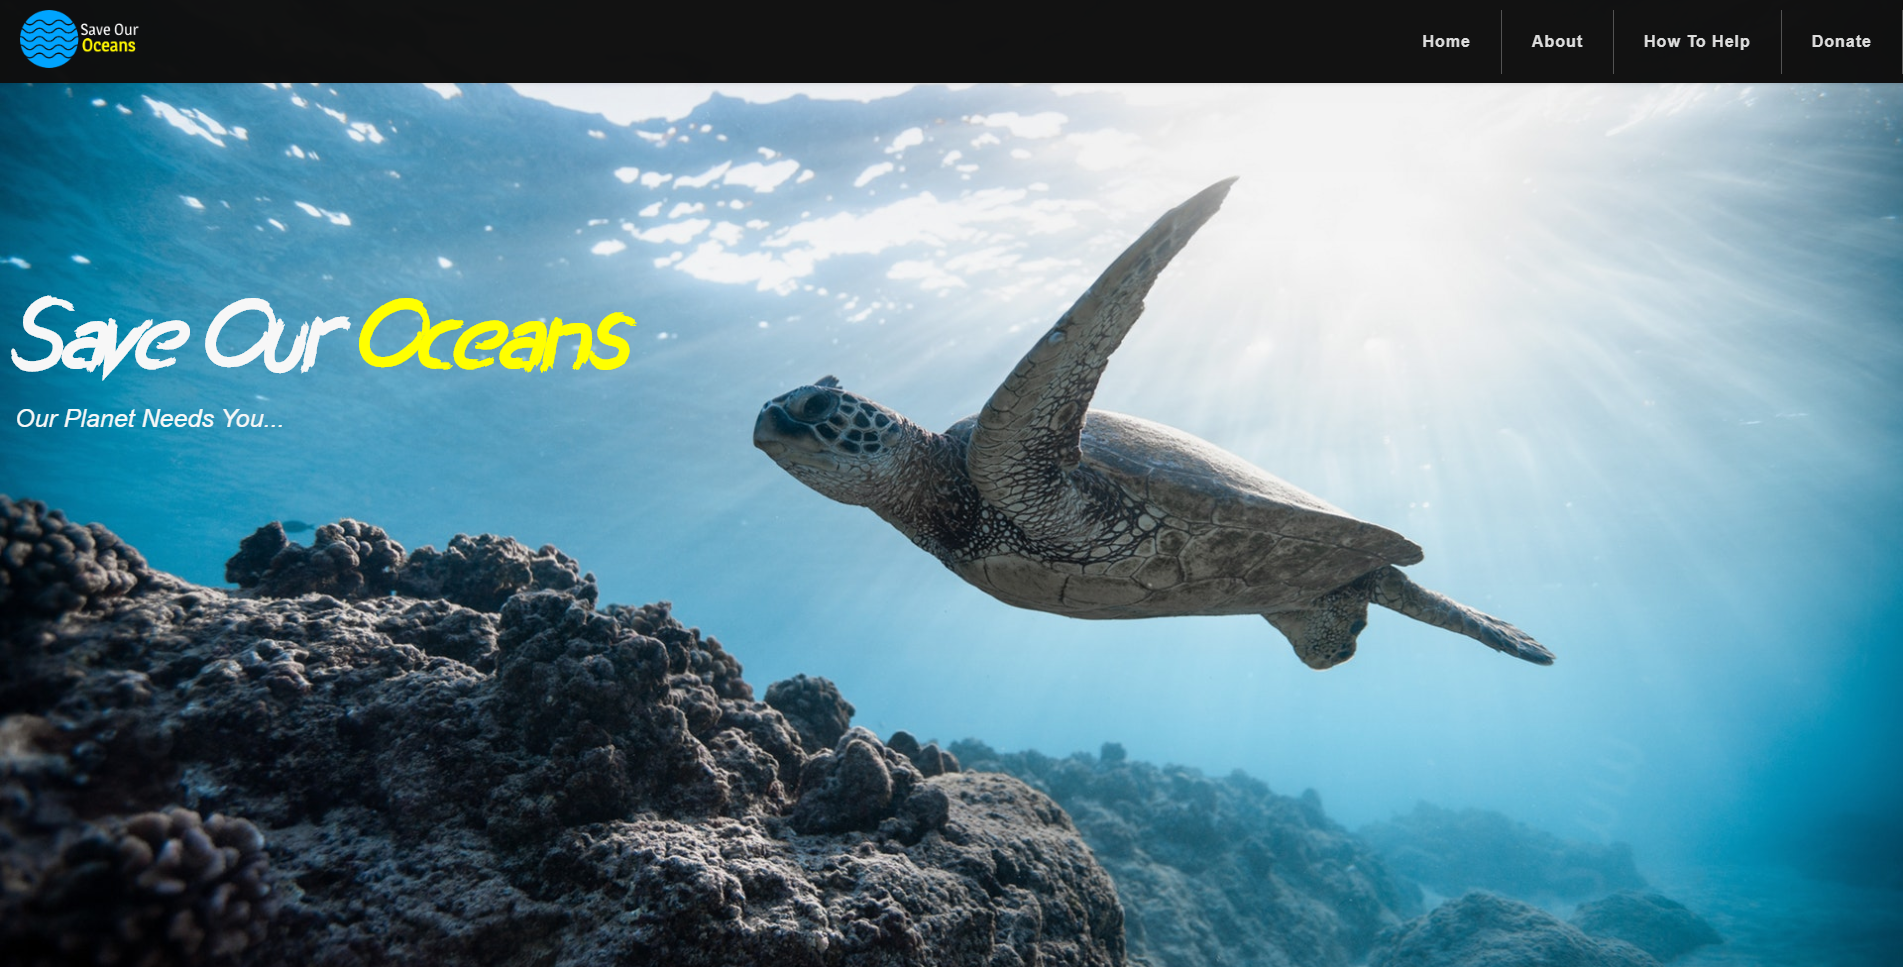 Save Our
Oceans
Home
About
How To Help
Donate
Save Our Oceans
Our Planet Needs You...